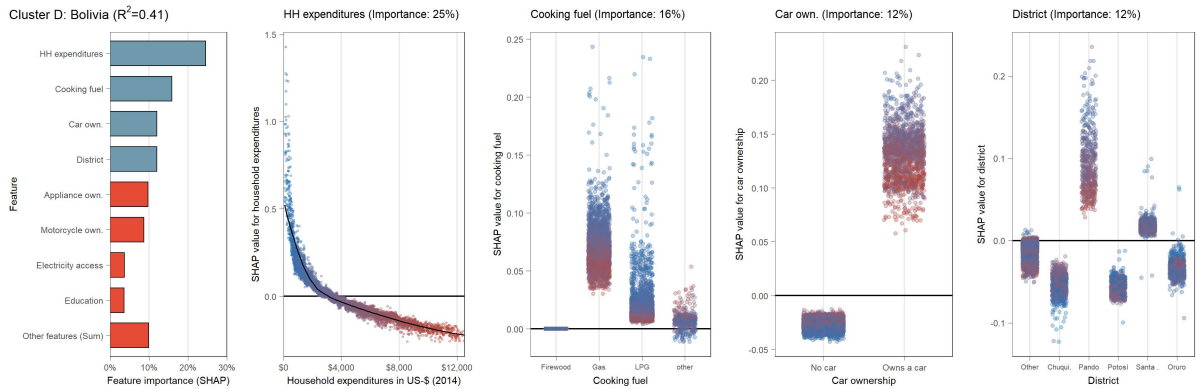 Cluster D: Bolivia (R²=0.41)
HH expenditures (Importance: 25%)
Cooking fuel (Importance: 16%)
Car own. (Importance: 12%)
District (Importance: 12%)
Feature
HH expenditures
Cooking fuel
Car own.
District
Appliance own.
Motorcycle own.
Electricity access
Education
Other features (Sum)
0%
10%
20%
30%
Feature importance (SHAP)
SHAP value for household expenditures
1.5
1.0
0.5
0.0
$0
$4,000
$8,000
$12,000
Household expenditures in US-$ (2014)
SHAP value for cooking fuel
0.25
0.20
0.15
0.10
0.05
0.00
Firewood
Gas
LPG
other
Cooking fuel
SHAP value for car ownership
0.20
0.15
0.10
0.05
0.00
-0.05
No car
Owns a car
Car ownership
SHAP value for district
0.2
0.1
0.0
-0.1
Other
Chuqui.
Pando
Potosí
Santa .
Oruro
District